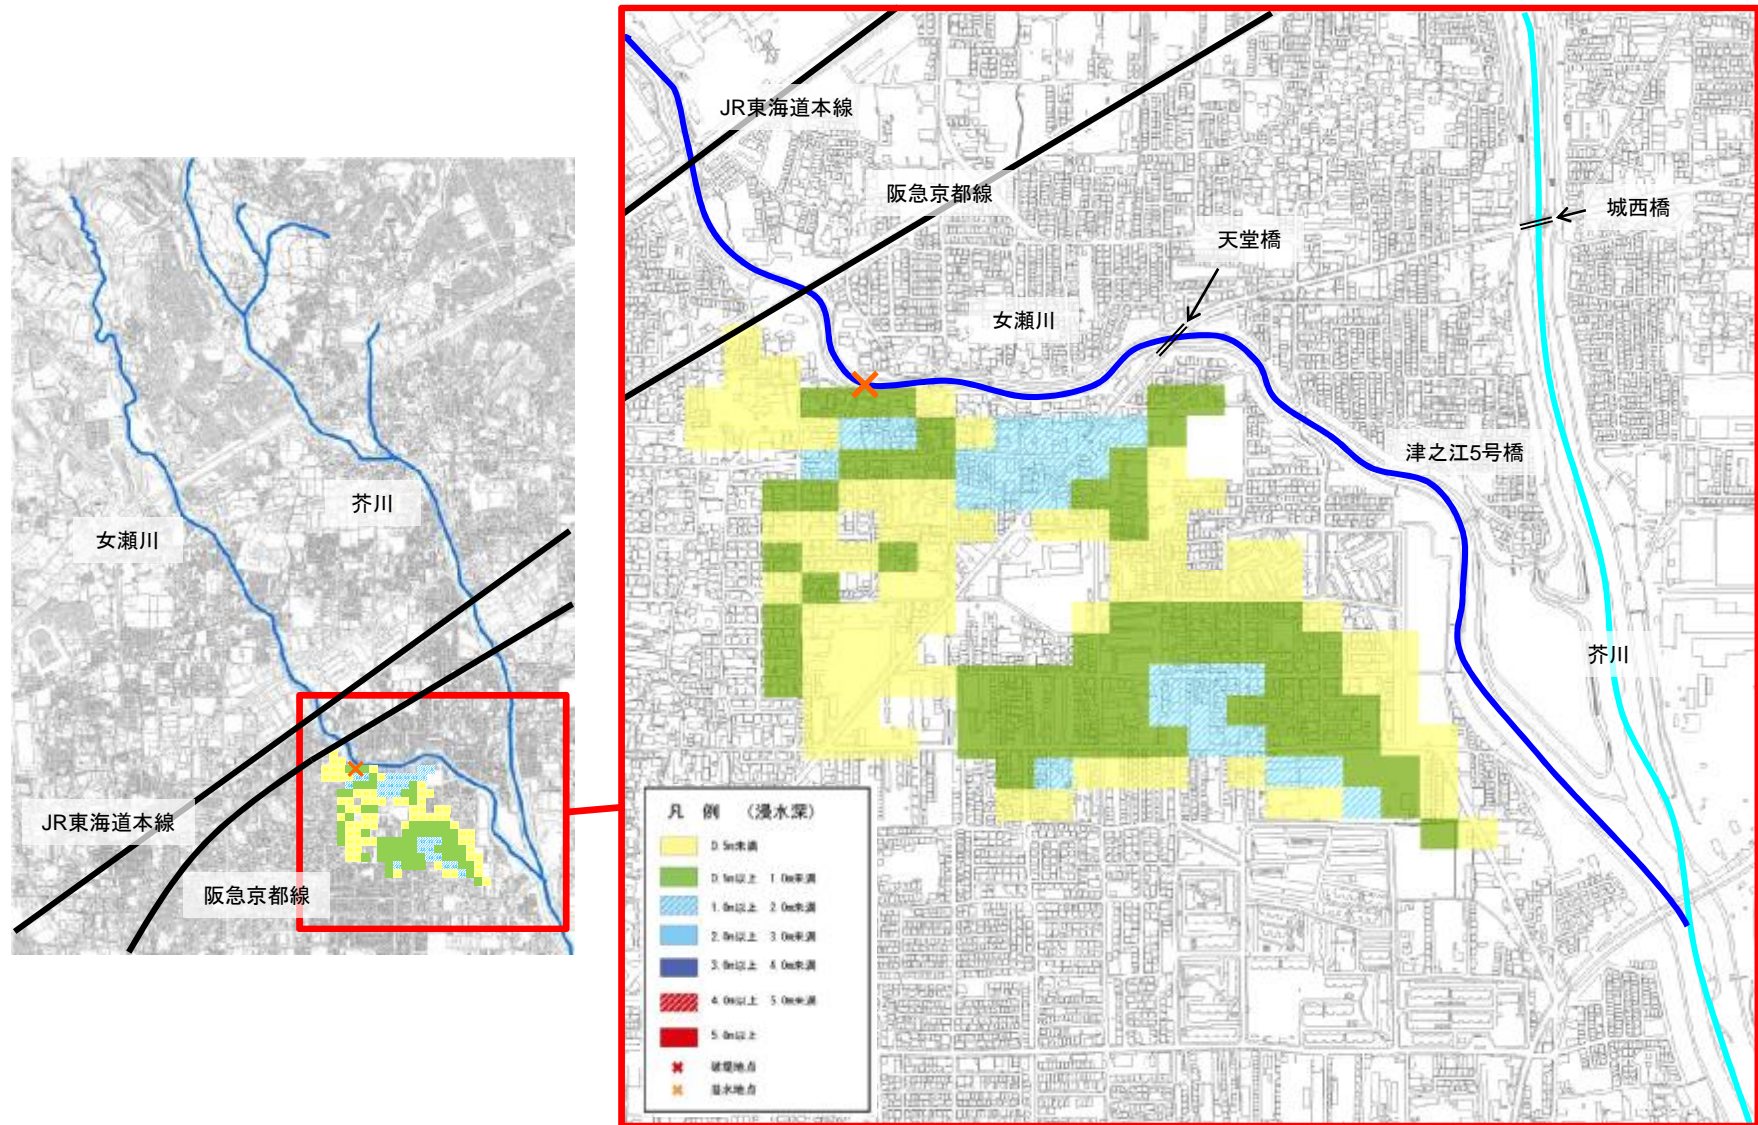 芥川
女瀬川
JR東海道本線
阪急京都線
JR東海道本線
阪急京都線
城西橋
天堂橋
女瀬川
津之江5号橋
芥川
凡 例 (浸水深)
0.5m未満
0.5m以上 1.0m未満
1.0m以上 2.0m未満
2.0m以上 3.0m未満
3.0m以上 4.0m未満
4.0m以上 5.0m未満
5.0m以上
破堤地点
溢水地点